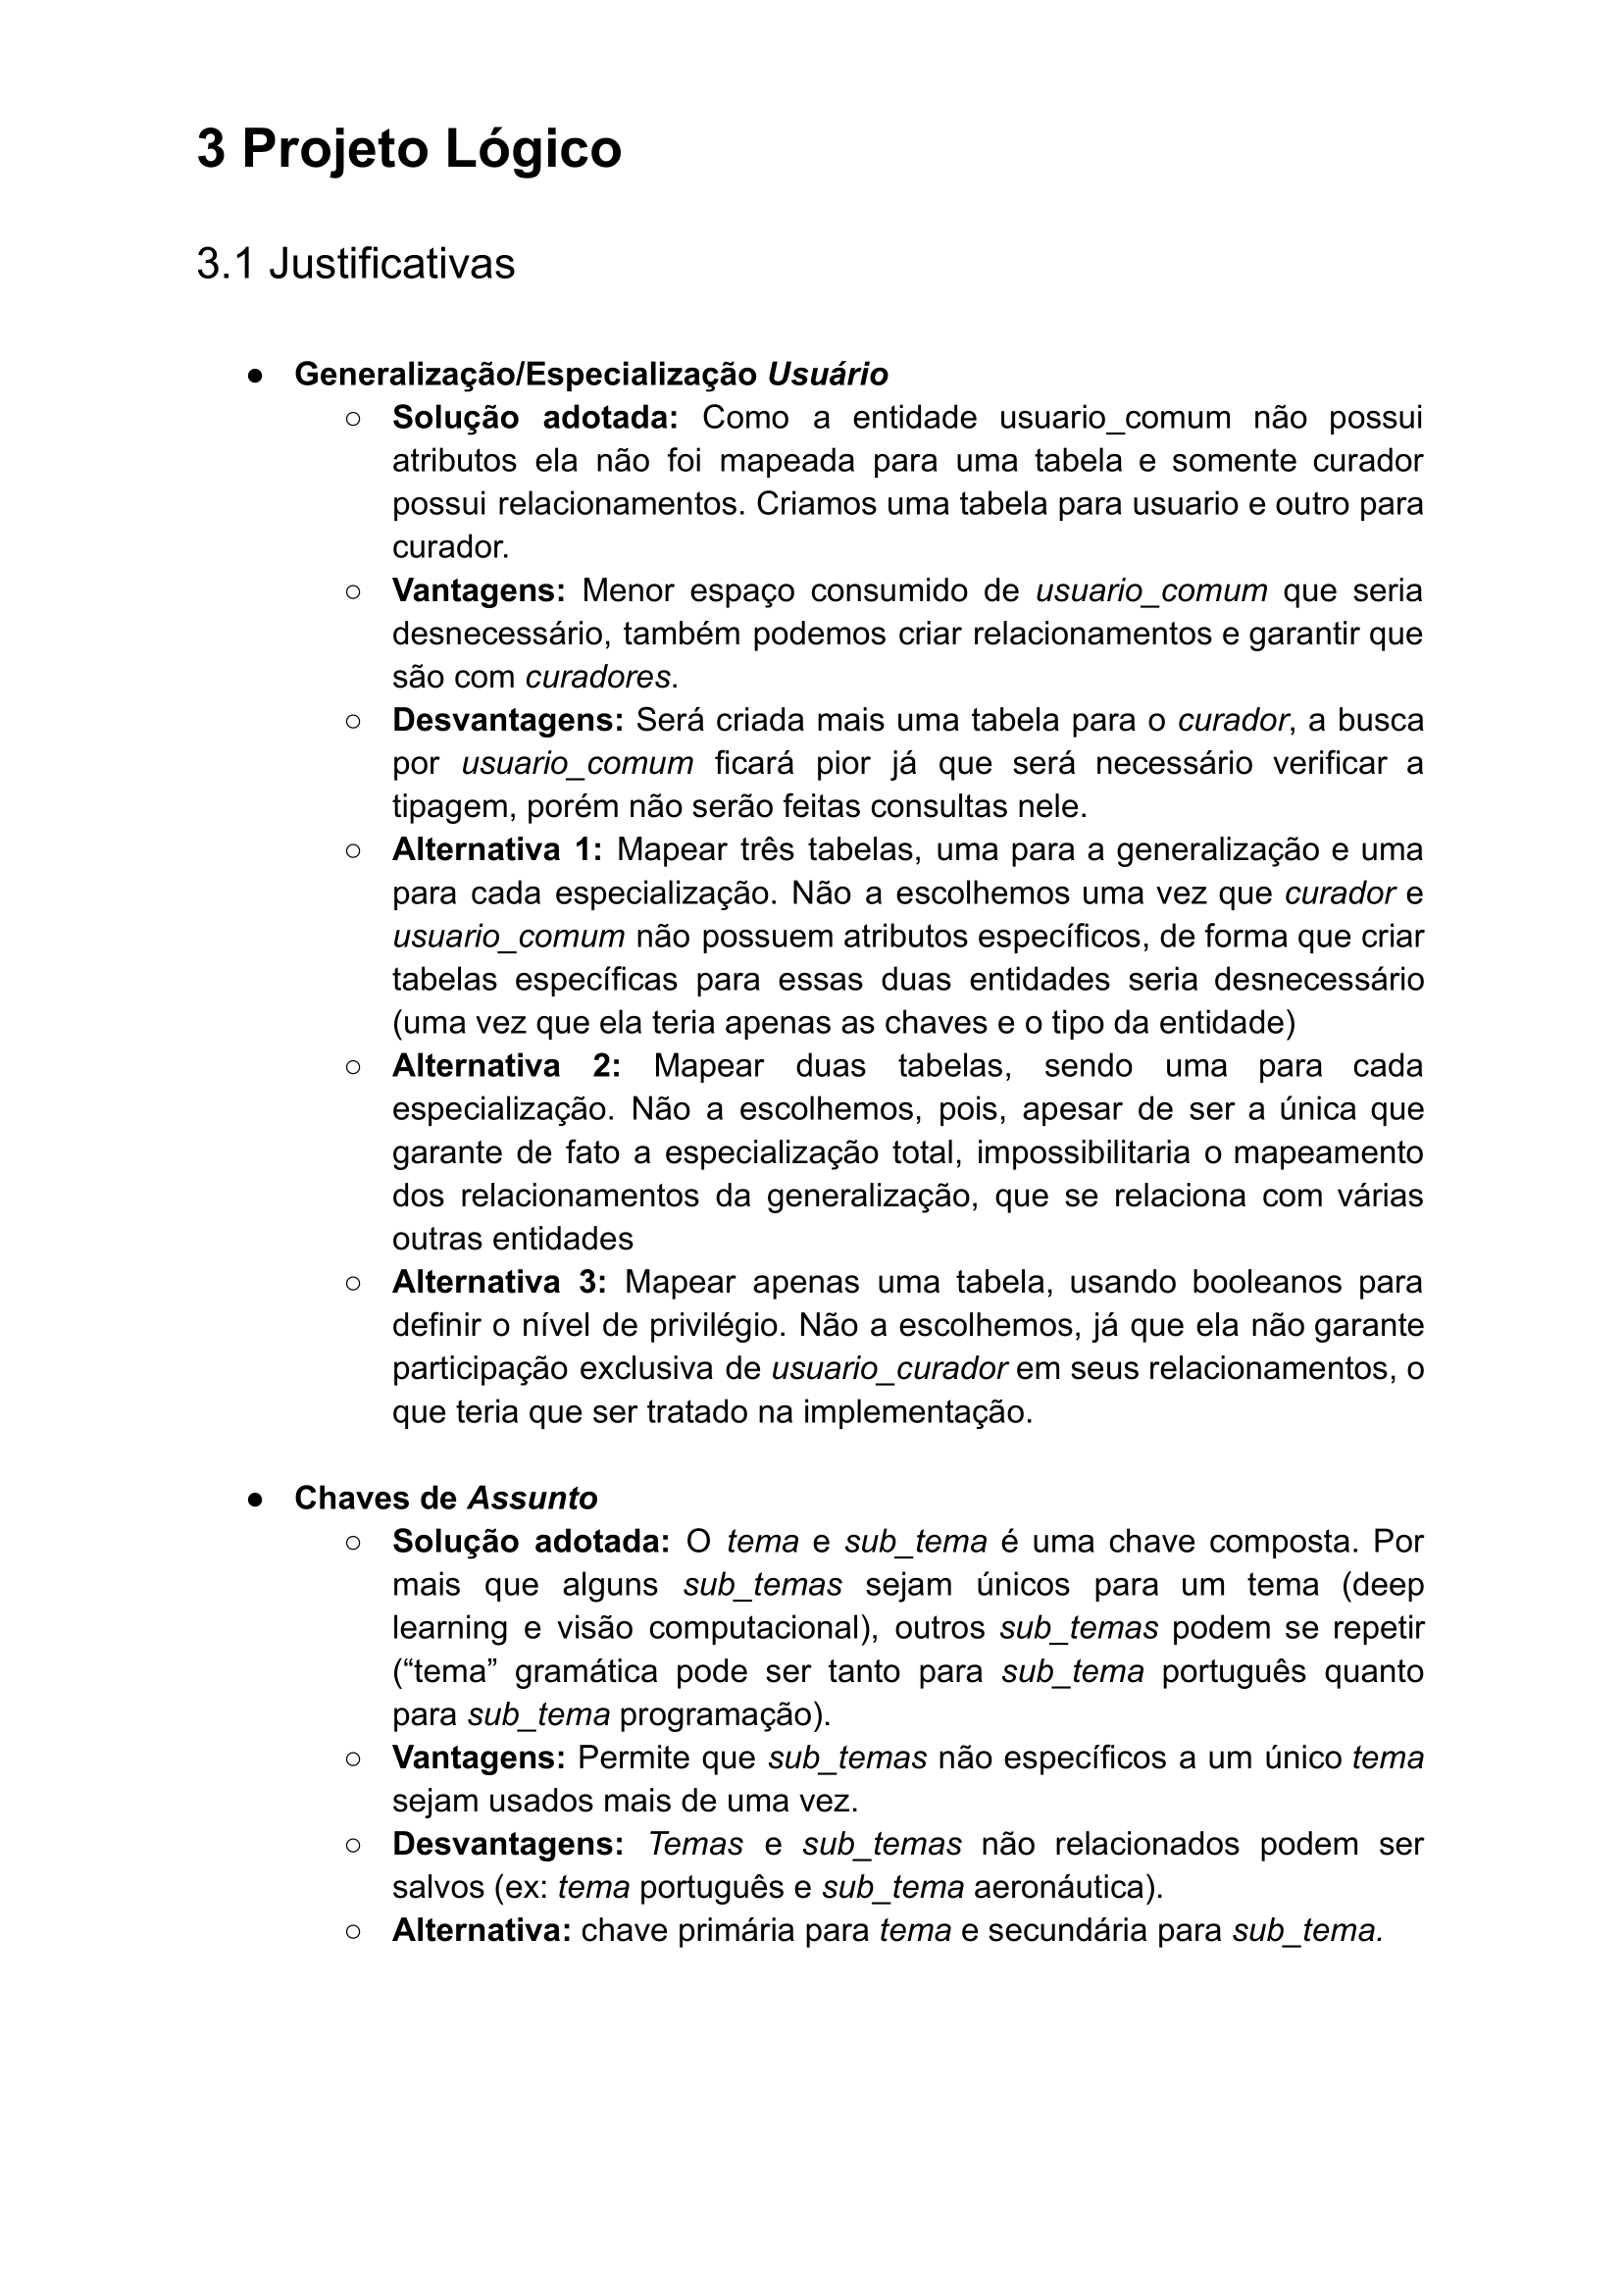 3 Projeto Lógico
3.1 Justificativas
● Generalização/Especialização Usuário
○ Solução adotada: Como a entidade usuario_comum não possui
atributos ela não foi mapeada para uma tabela e somente curador
possui relacionamentos. Criamos uma tabela para usuario e outro para
curador.
○ Vantagens: Menor espaço consumido de usuario_comum que seria
desnecessário, também podemos criar relacionamentos e garantir que
são com curadores.
○ Desvantagens: Será criada mais uma tabela para o curador, a busca
por usuario_comum ficará pior já que será necessário verificar a
tipagem, porém não serão feitas consultas nele.
○ Alternativa 1: Mapear três tabelas, uma para a generalização e uma
para cada especialização. Não a escolhemos uma vez que curador e
usuario_comum não possuem atributos específicos, de forma que criar
tabelas específicas para essas duas entidades seria desnecessário
(uma vez que ela teria apenas as chaves e o tipo da entidade)
○ Alternativa 2: Mapear duas tabelas, sendo uma para cada
especialização. Não a escolhemos, pois, apesar de ser a única que
garante de fato a especialização total, impossibilitaria o mapeamento
dos relacionamentos da generalização, que se relaciona com várias
outras entidades
○ Alternativa 3: Mapear apenas uma tabela, usando booleanos para
definir o nível de privilégio. Não a escolhemos, já que ela não garante
participação exclusiva de usuario_curador em seus relacionamentos, o
que teria que ser tratado na implementação.
● Chaves de Assunto
○ Solução adotada: O tema e sub_tema é uma chave composta. Por
mais que alguns sub_temas sejam únicos para um tema (deep
learning e visão computacional), outros sub_temas podem se repetir
(“tema” gramática pode ser tanto para sub_tema português quanto
para sub_tema programação).
○ Vantagens: Permite que sub_temas não específicos a um único tema
sejam usados mais de uma vez.
○ Desvantagens: Temas e sub_temas não relacionados podem ser
salvos (ex: tema português e sub_tema aeronáutica).
○ Alternativa: chave primária para tema e secundária para sub_tema.